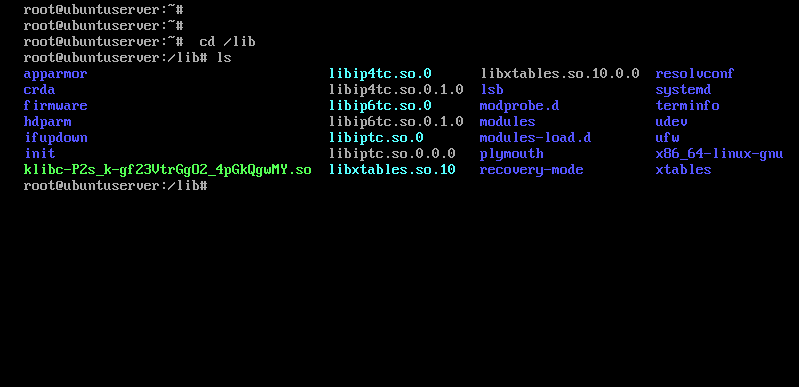 root@ubuntuserver:~#
root@ubuntuserver:~#
root@ubuntuserver:~#  cd /lib
root@ubuntuserver:/lib# ls
apparmor                              libip4tc.so.0      libxtables.so.10.0.0  resolvconf
crda                                  libip4tc.so.0.1.0  lsb                   systemd
firmware                              libip6tc.so.0      modprobe.d            terminfo
hdparm                                libip6tc.so.0.1.0  modules               udev
ifupdown                              libiptc.so.0       modules-load.d        ufw
init                                  libiptc.so.0.0.0   plymouth              x86_64-linux-gnu
klibc-P2s_k-gf23VtrGgO2_4pGkQgwMY.so  libxtables.so.10   recovery-mode         xtables
root@ubuntuserver:/lib#